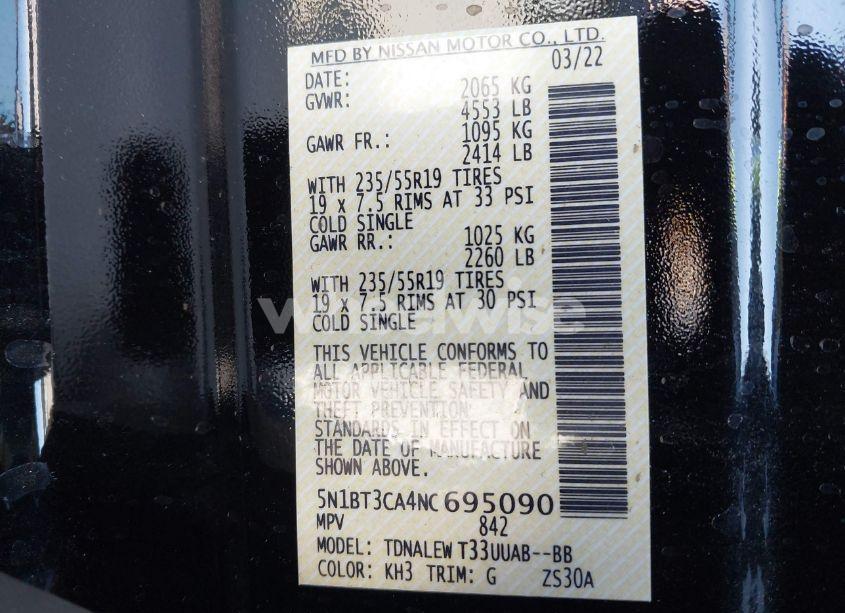 MFD BY NISSAN MOTOR CO., LTD.
DATE: 03/22
GVWR: 2065 KG
4553 LB
GAWR FR.: 1095 KG
2414 LB
WITH 235/55R19 TIRES
19 x 7.5 RIMS AT 33 PSI
COLD SINGLE
GAWR RR.: 1025 KG
2260 LB
WITH 235/55R19 TIRES
19 x 7.5 RIMS AT 30 PSI
COLD SINGLE
THIS VEHICLE CONFORMS TO
ALL APPLICABLE FEDERAL
MOTOR VEHICLE SAFETY AND
THEFT PREVENTION
STANDARDS IN EFFECT ON
THE DATE OF MANUFACTURE
SHOWN ABOVE.
5N1BT3CA4NC695090
MPV 842
MODEL: TDNALEW T33UUAB--BB
COLOR: KH3 TRIM: G ZS30A